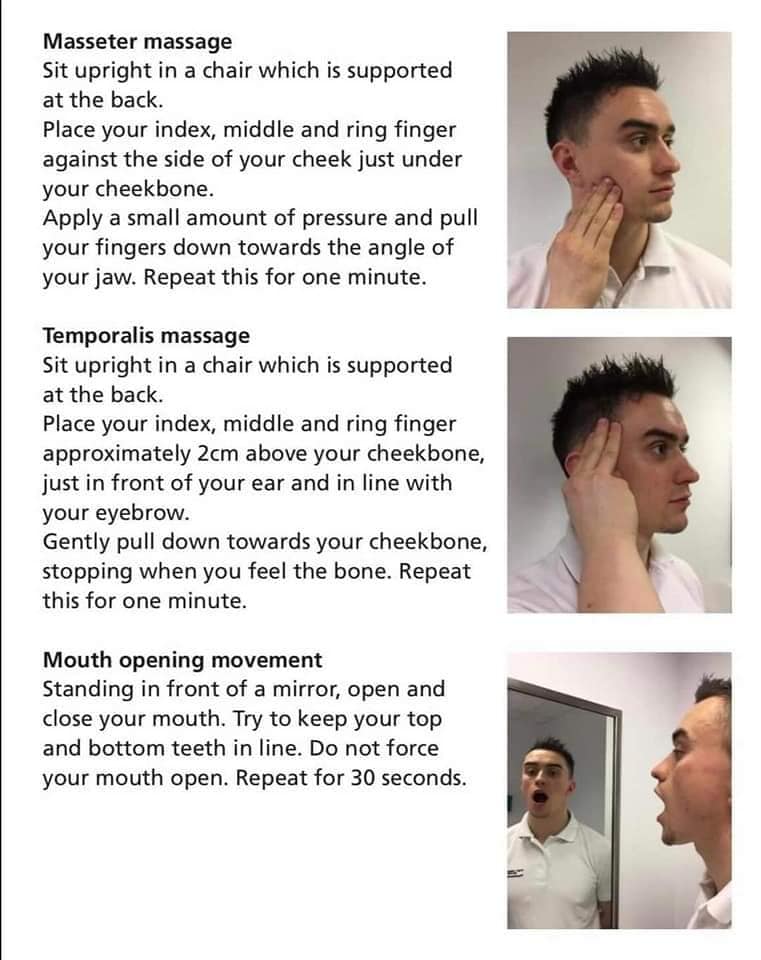 Masseter massage
Sit upright in a chair which is supported
at the back.
Place your index, middle and ring finger
against the side of your cheek just under
your cheekbone.
Apply a small amount of pressure and pull
your fingers down towards the angle of
your jaw. Repeat this for one minute.
Temporalis massage
Sit upright in a chair which is supported
at the back.
Place your index, middle and ring finger
approximately 2cm above your cheekbone,
just in front of your ear and in line with
your eyebrow.
Gently pull down towards your cheekbone,
stopping when you feel the bone. Repeat
this for one minute.
Mouth opening movement
Standing in front of a mirror, open and
close your mouth. Try to keep your top
and bottom teeth in line. Do not force
your mouth open. Repeat for 30 seconds.